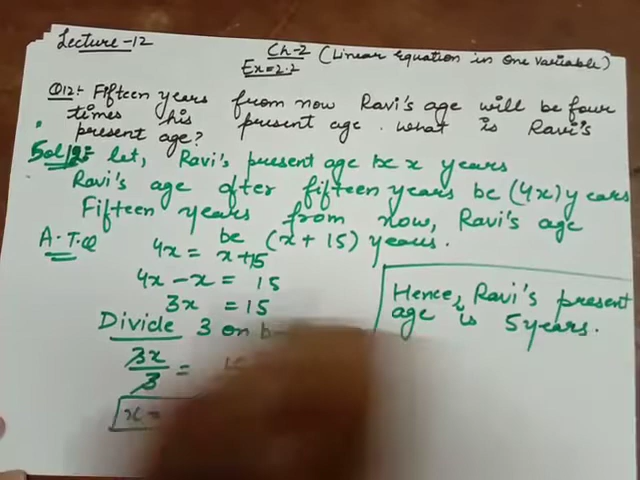 Lecture-12
Ch-2 (Linear Equation in One Variable)
Ex=2.2
Q12:- Fifteen years from now Ravi's age will be four
times his present age. What is Ravi's
present age?
Sol12:= let, Ravi's present age be x years
Ravi's age after fifteen years be (4x) years
Fifteen years from now, Ravi's age
be (x + 15) years.
A.T.Q
4x = x+15
4x - x = 15
3x = 15
Divide 3 on b
3x/3 =
x =
Hence, Ravi's present
age is 5 years.